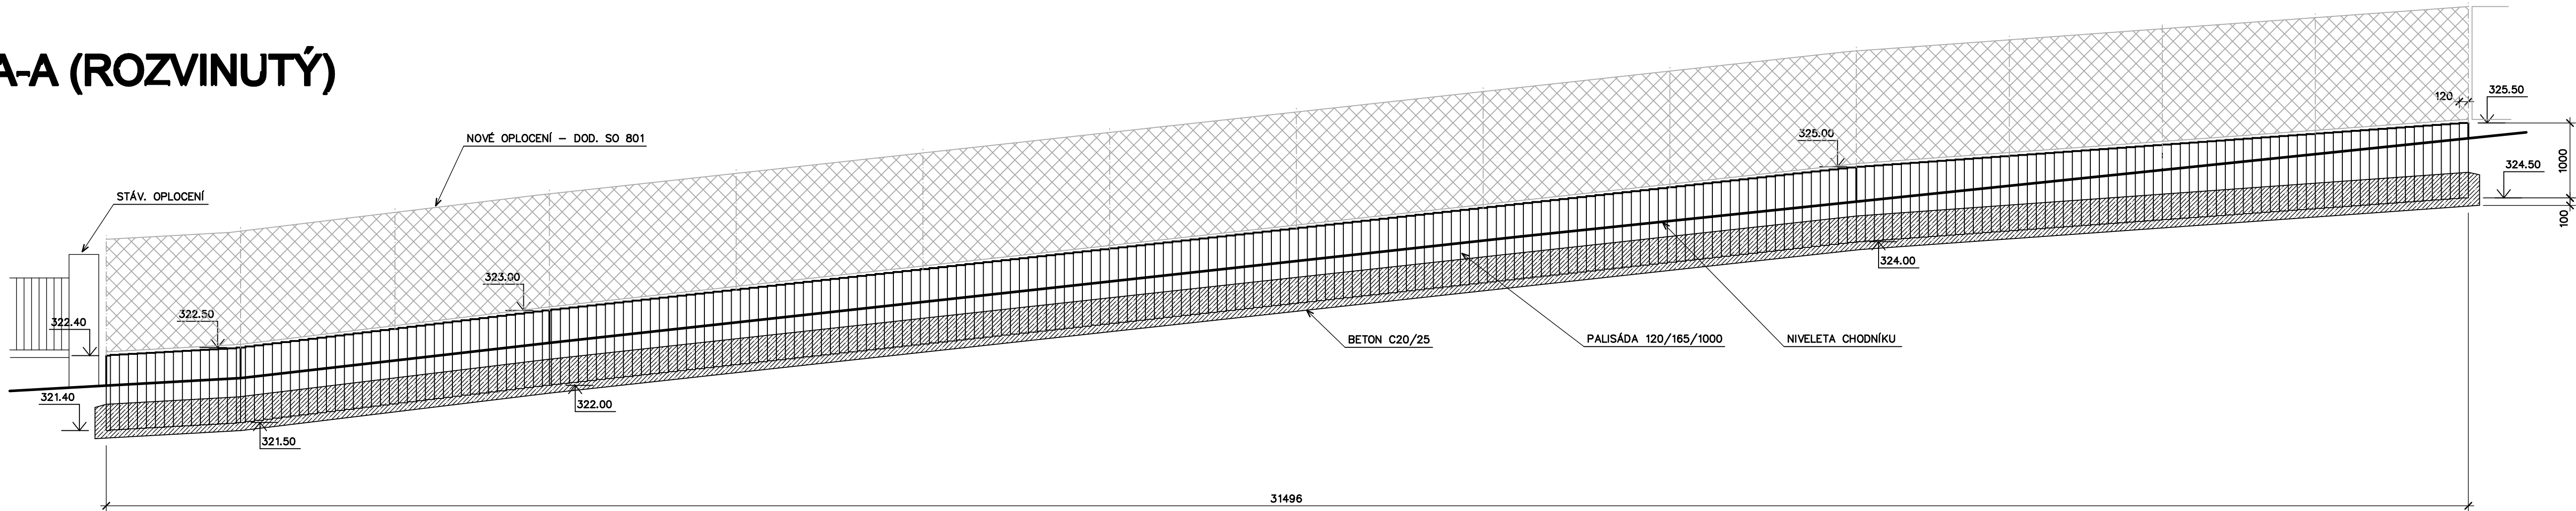 A-A (ROZVINUTÝ)
NOVÉ OPLOCENÍ – DOD. SO 801
STÁV. OPLOCENÍ
120
325.50
325.00
1000
324.50
100
324.00
323.00
322.50
322.40
321.40
322.00
321.50
BETON C20/25
PALISÁDA 120/165/1000
NIVELETA CHODNÍKU
31496